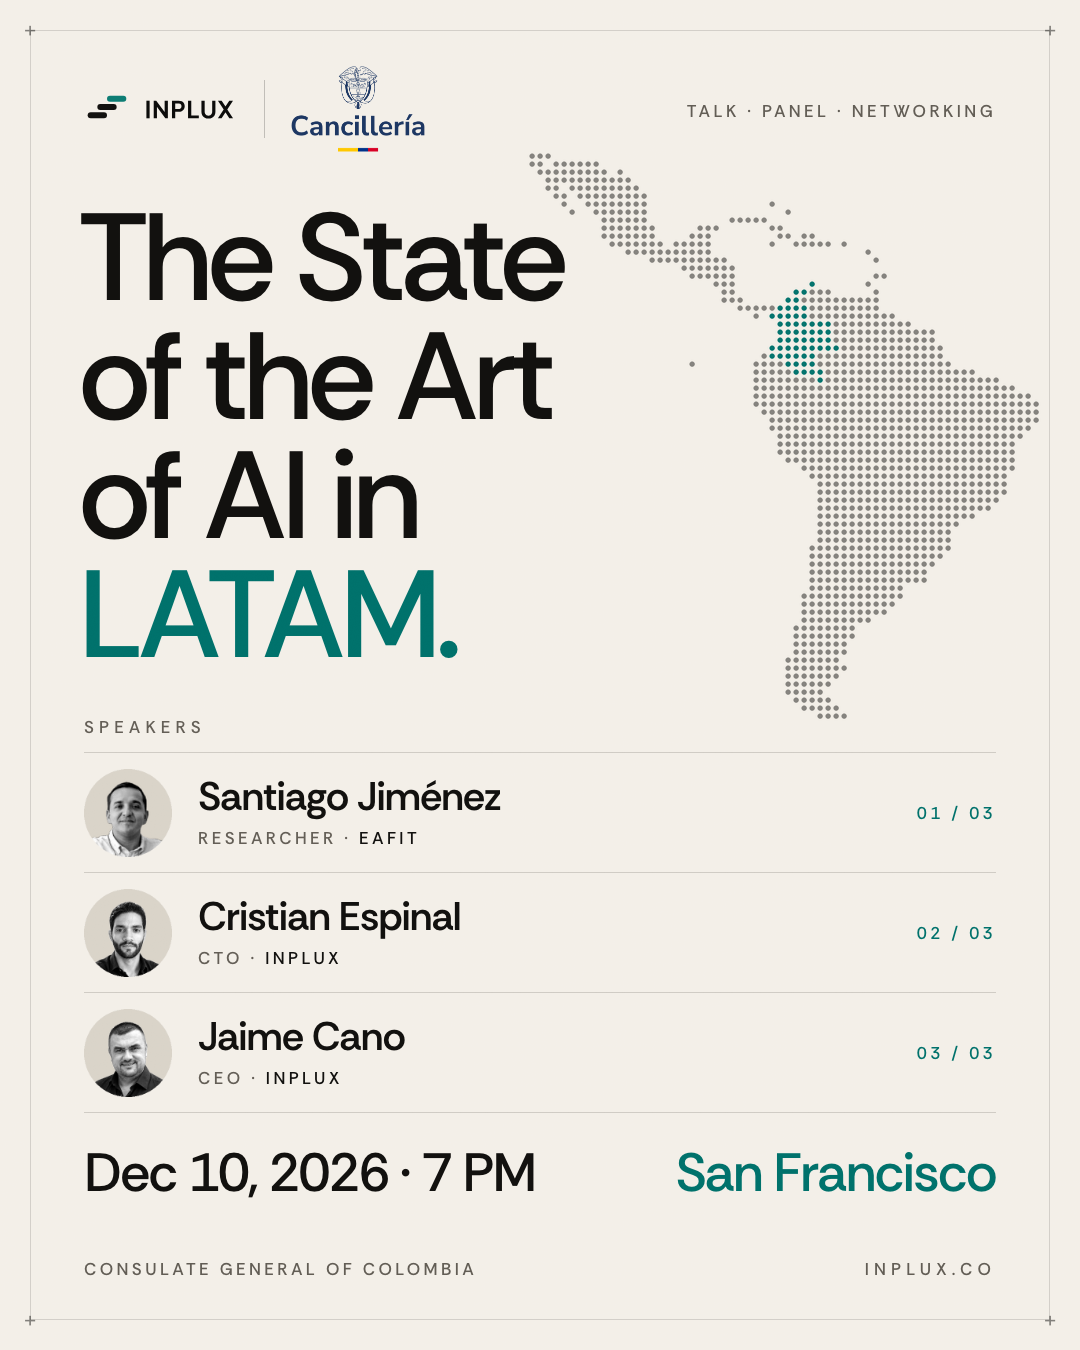 INPLUX
Cancillería
TALK · PANEL · NETWORKING
The State
of the Art
of AI in
LATAM.
SPEAKERS
Santiago Jiménez
RESEARCHER · EAFIT
01 / 03
Cristian Espinal
CTO · INPLUX
02 / 03
Jaime Cano
CEO · INPLUX
03 / 03
Dec 10, 2026 · 7 PM
San Francisco
CONSULATE GENERAL OF COLOMBIA
INPLUX.CO